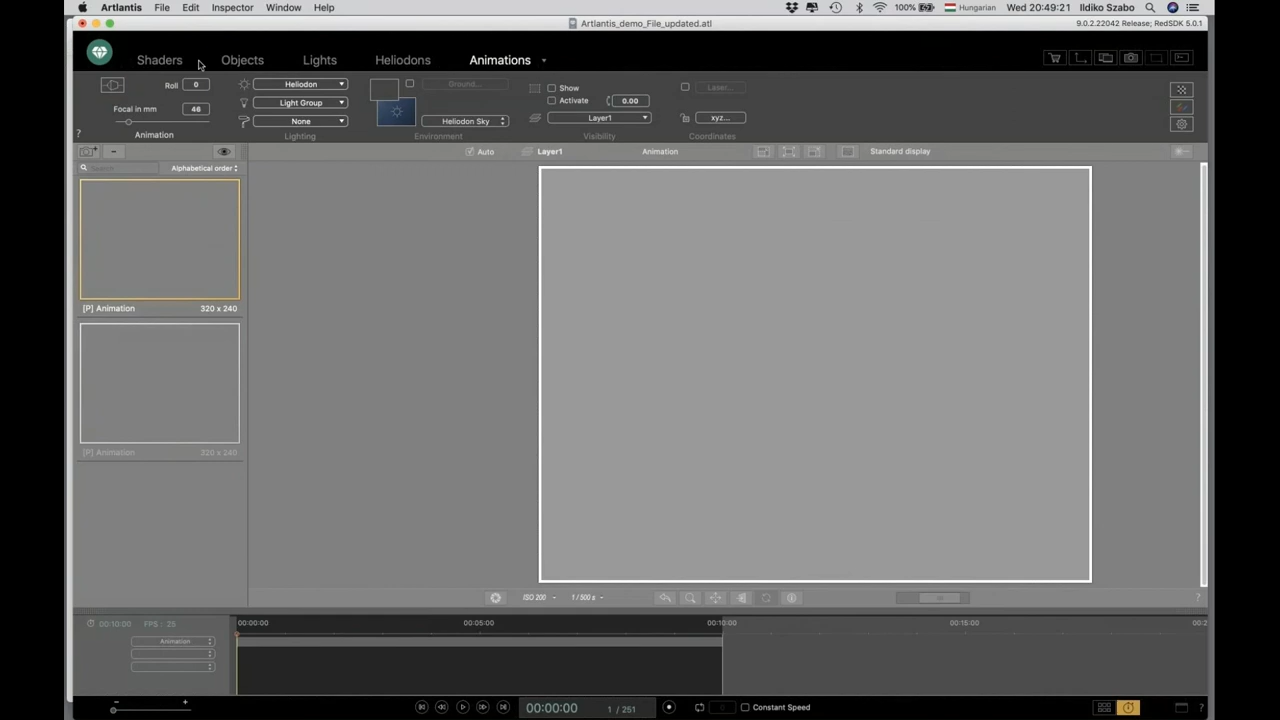 Artlantis File Edit Inspector Window Help 100% Hungarian Wed 20:49:21 Ildiko Szabo
Artlantis_demo_File_updated.atl 9.0.2.22042 Release; RedSDK 5.0.1
Shaders Objects Lights Heliodons Animations
Roll 0 Heliodon Ground... Show Laser...
Focal in mm 46 Light Group Activate 0.00
None Heliodon Sky Layer1 xyz...
? Animation Lighting Environment Visibility Coordinates
Auto Layer1 Animation Standard display
Search Alphabetical order
[P] Animation 320 x 240
[P] Animation 320 x 240
ISO 200 1 / 500 s ?
00:10:00 FPS : 25 00:00:00 00:05:00 00:10:00 00:15:00
Animation
- + 00:00:00 1 / 251 0 Constant Speed ?